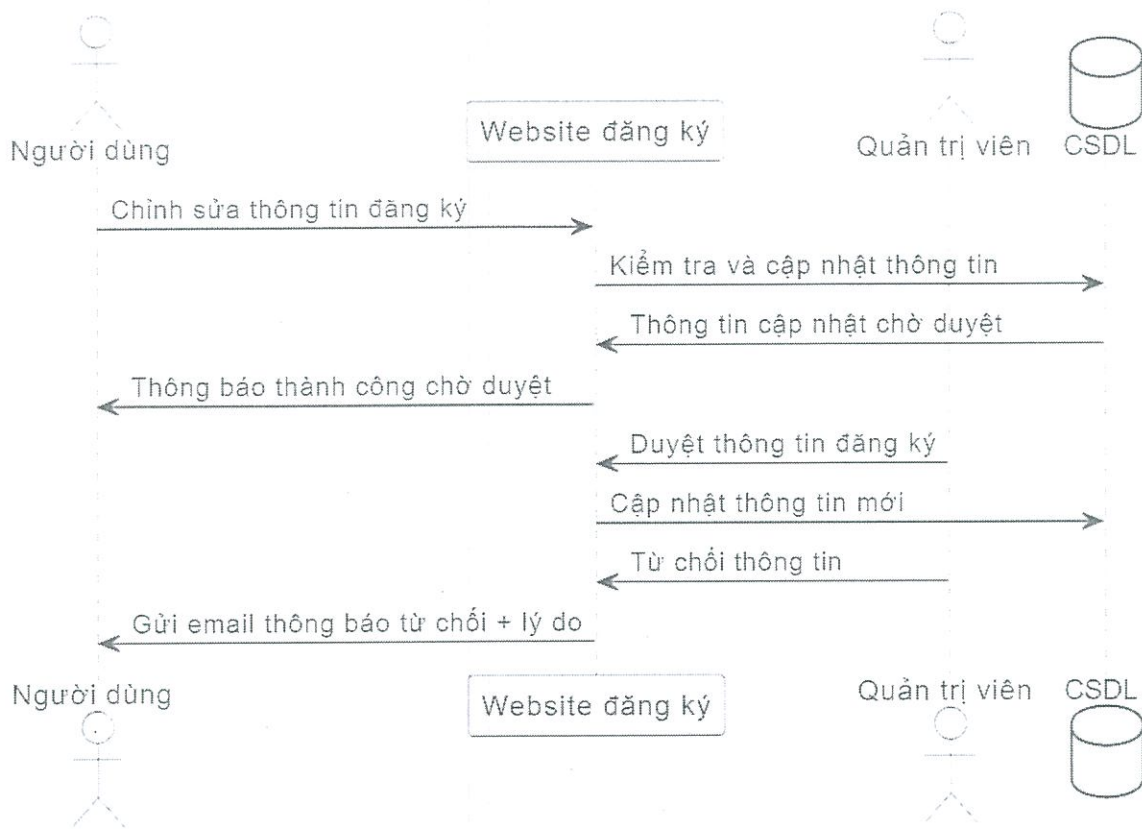 Người dùng
Website đăng ký
Quản trị viên
CSDL
Chỉnh sửa thông tin đăng ký
Kiểm tra và cập nhật thông tin
Thông tin cập nhật chờ duyệt
Thông báo thành công chờ duyệt
Duyệt thông tin đăng ký
Cập nhật thông tin mới
Từ chối thông tin
Gửi email thông báo từ chối + lý do
Người dùng
Website đăng ký
Quản trị viên
CSDL